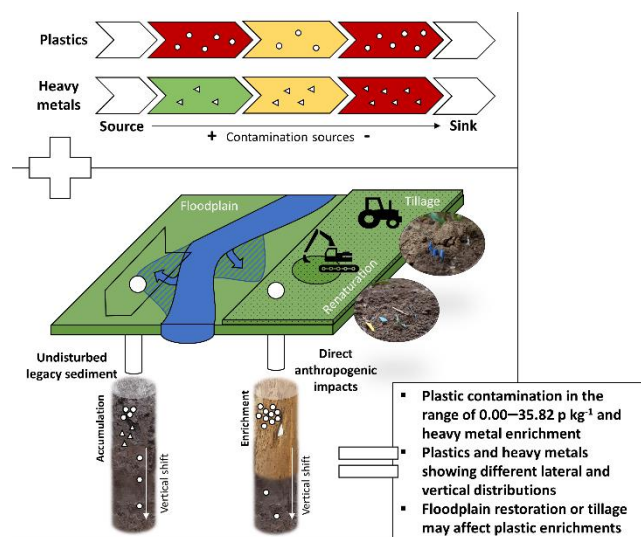 Plastics
Heavy
metals
Source
Sink
+ Contamination sources -
Floodplain
Tillage
Renaturation
Undisturbed
legacy sediment
Direct
anthropogenic
impacts
Accumulation
Vertical shift
Enrichment
Vertical shift
▪ Plastic contamination in the
range of 0.00–35.82 p kg⁻¹ and
heavy metal enrichment
▪ Plastics and heavy metals
showing different lateral and
vertical distributions
▪ Floodplain restoration or tillage
may affect plastic enrichments